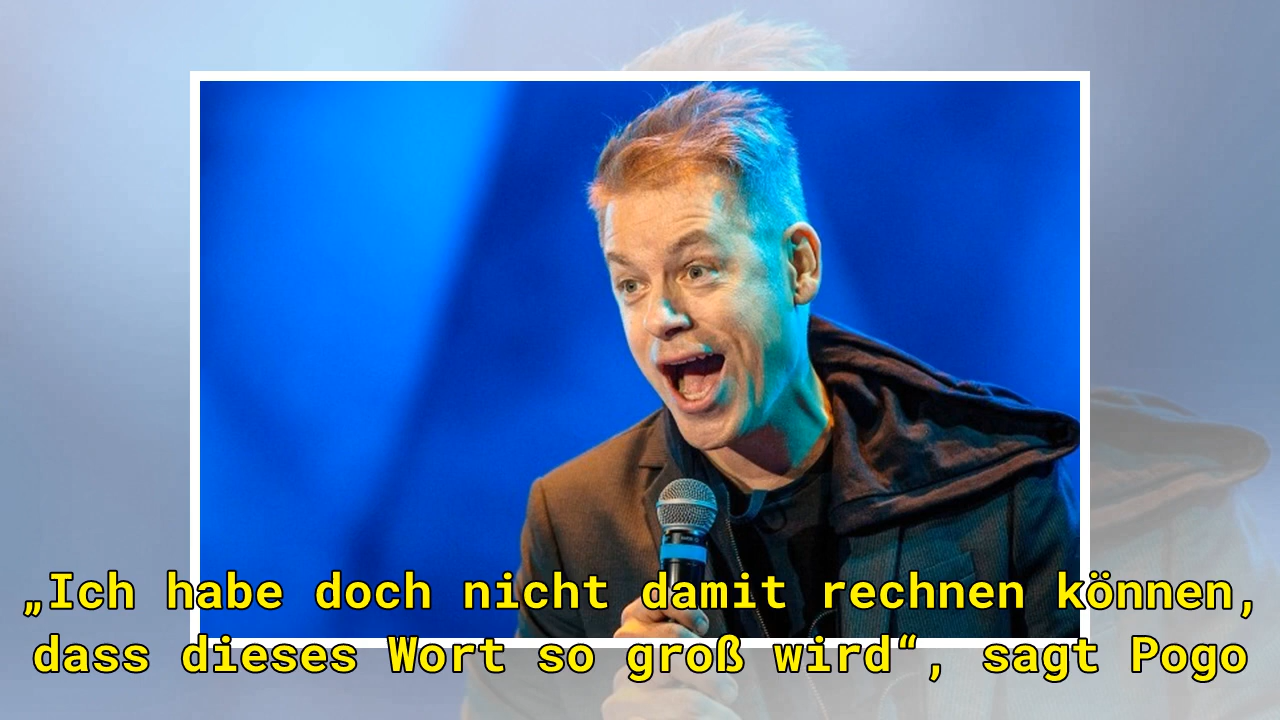 „Ich habe doch nicht damit rechnen können,
dass dieses Wort so groß wird“, sagt Pogo